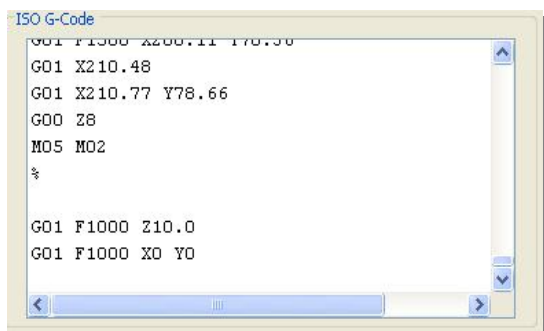 ISO G-Code
G01 X210.48
G01 X210.77 Y78.66
G00 Z8
M05 M02
%
G01 F1000 Z10.0
G01 F1000 X0 Y0